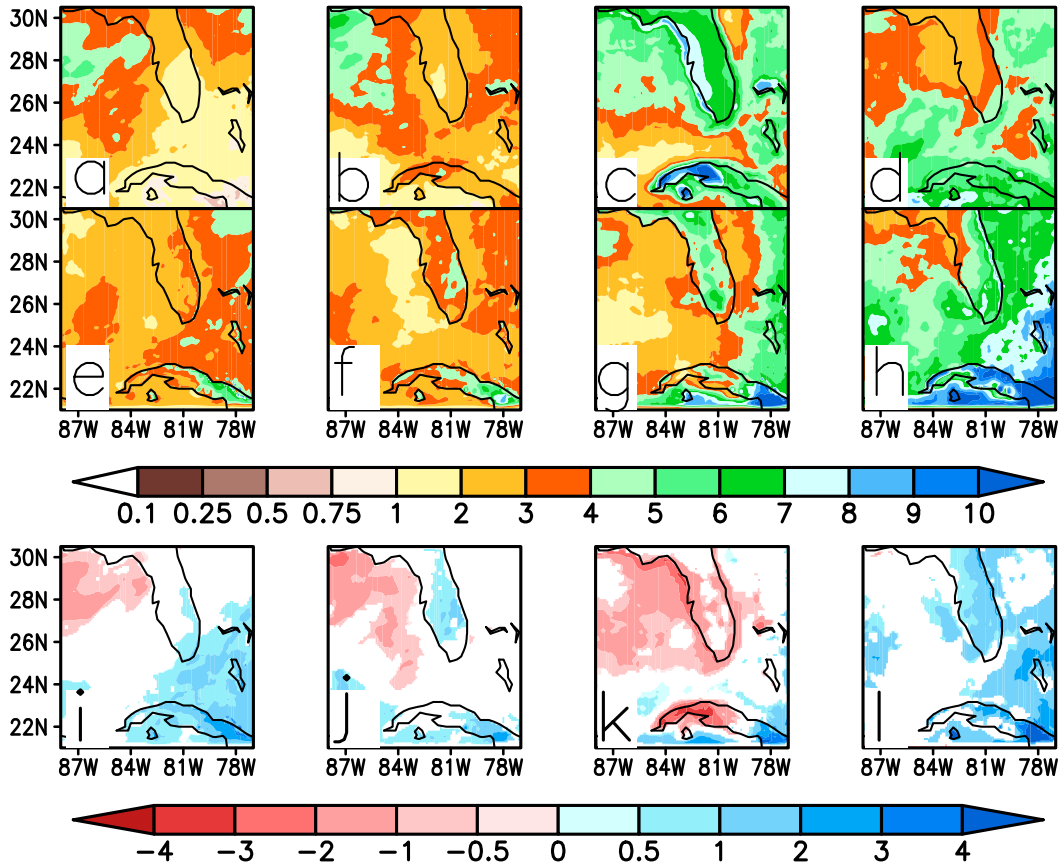 30N
28N
26N
24N
22N
a b c d
30N
28N
26N
24N
22N
e f g h
87W 84W 81W 78W 87W 84W 81W 78W 87W 84W 81W 78W 87W 84W 81W 78W
0.1 0.25 0.5 0.75 1 2 3 4 5 6 7 8 9 10
30N
28N
26N
24N
22N
i j k l
87W 84W 81W 78W 87W 84W 81W 78W 87W 84W 81W 78W 87W 84W 81W 78W
−4 −3 −2 −1 −0.5 0 0.5 1 2 3 4